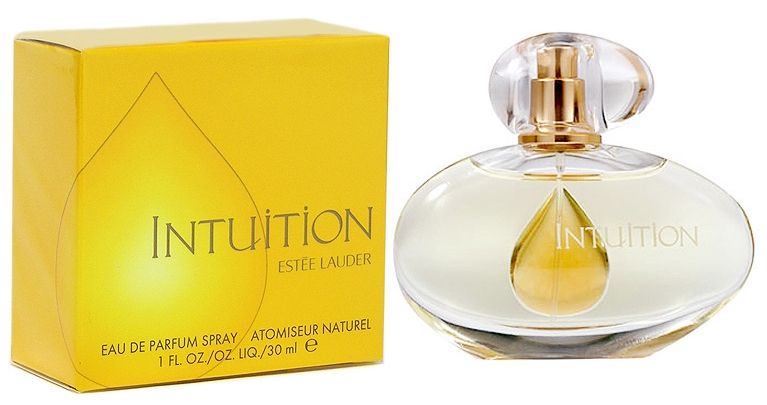 INTUiTiON
ESTĒE LAUDER
EAU DE PARFUM SPRAY ATOMISEUR NATUREL
1 FL. OZ./OZ. LIQ./30 ml e
INTUiTiON